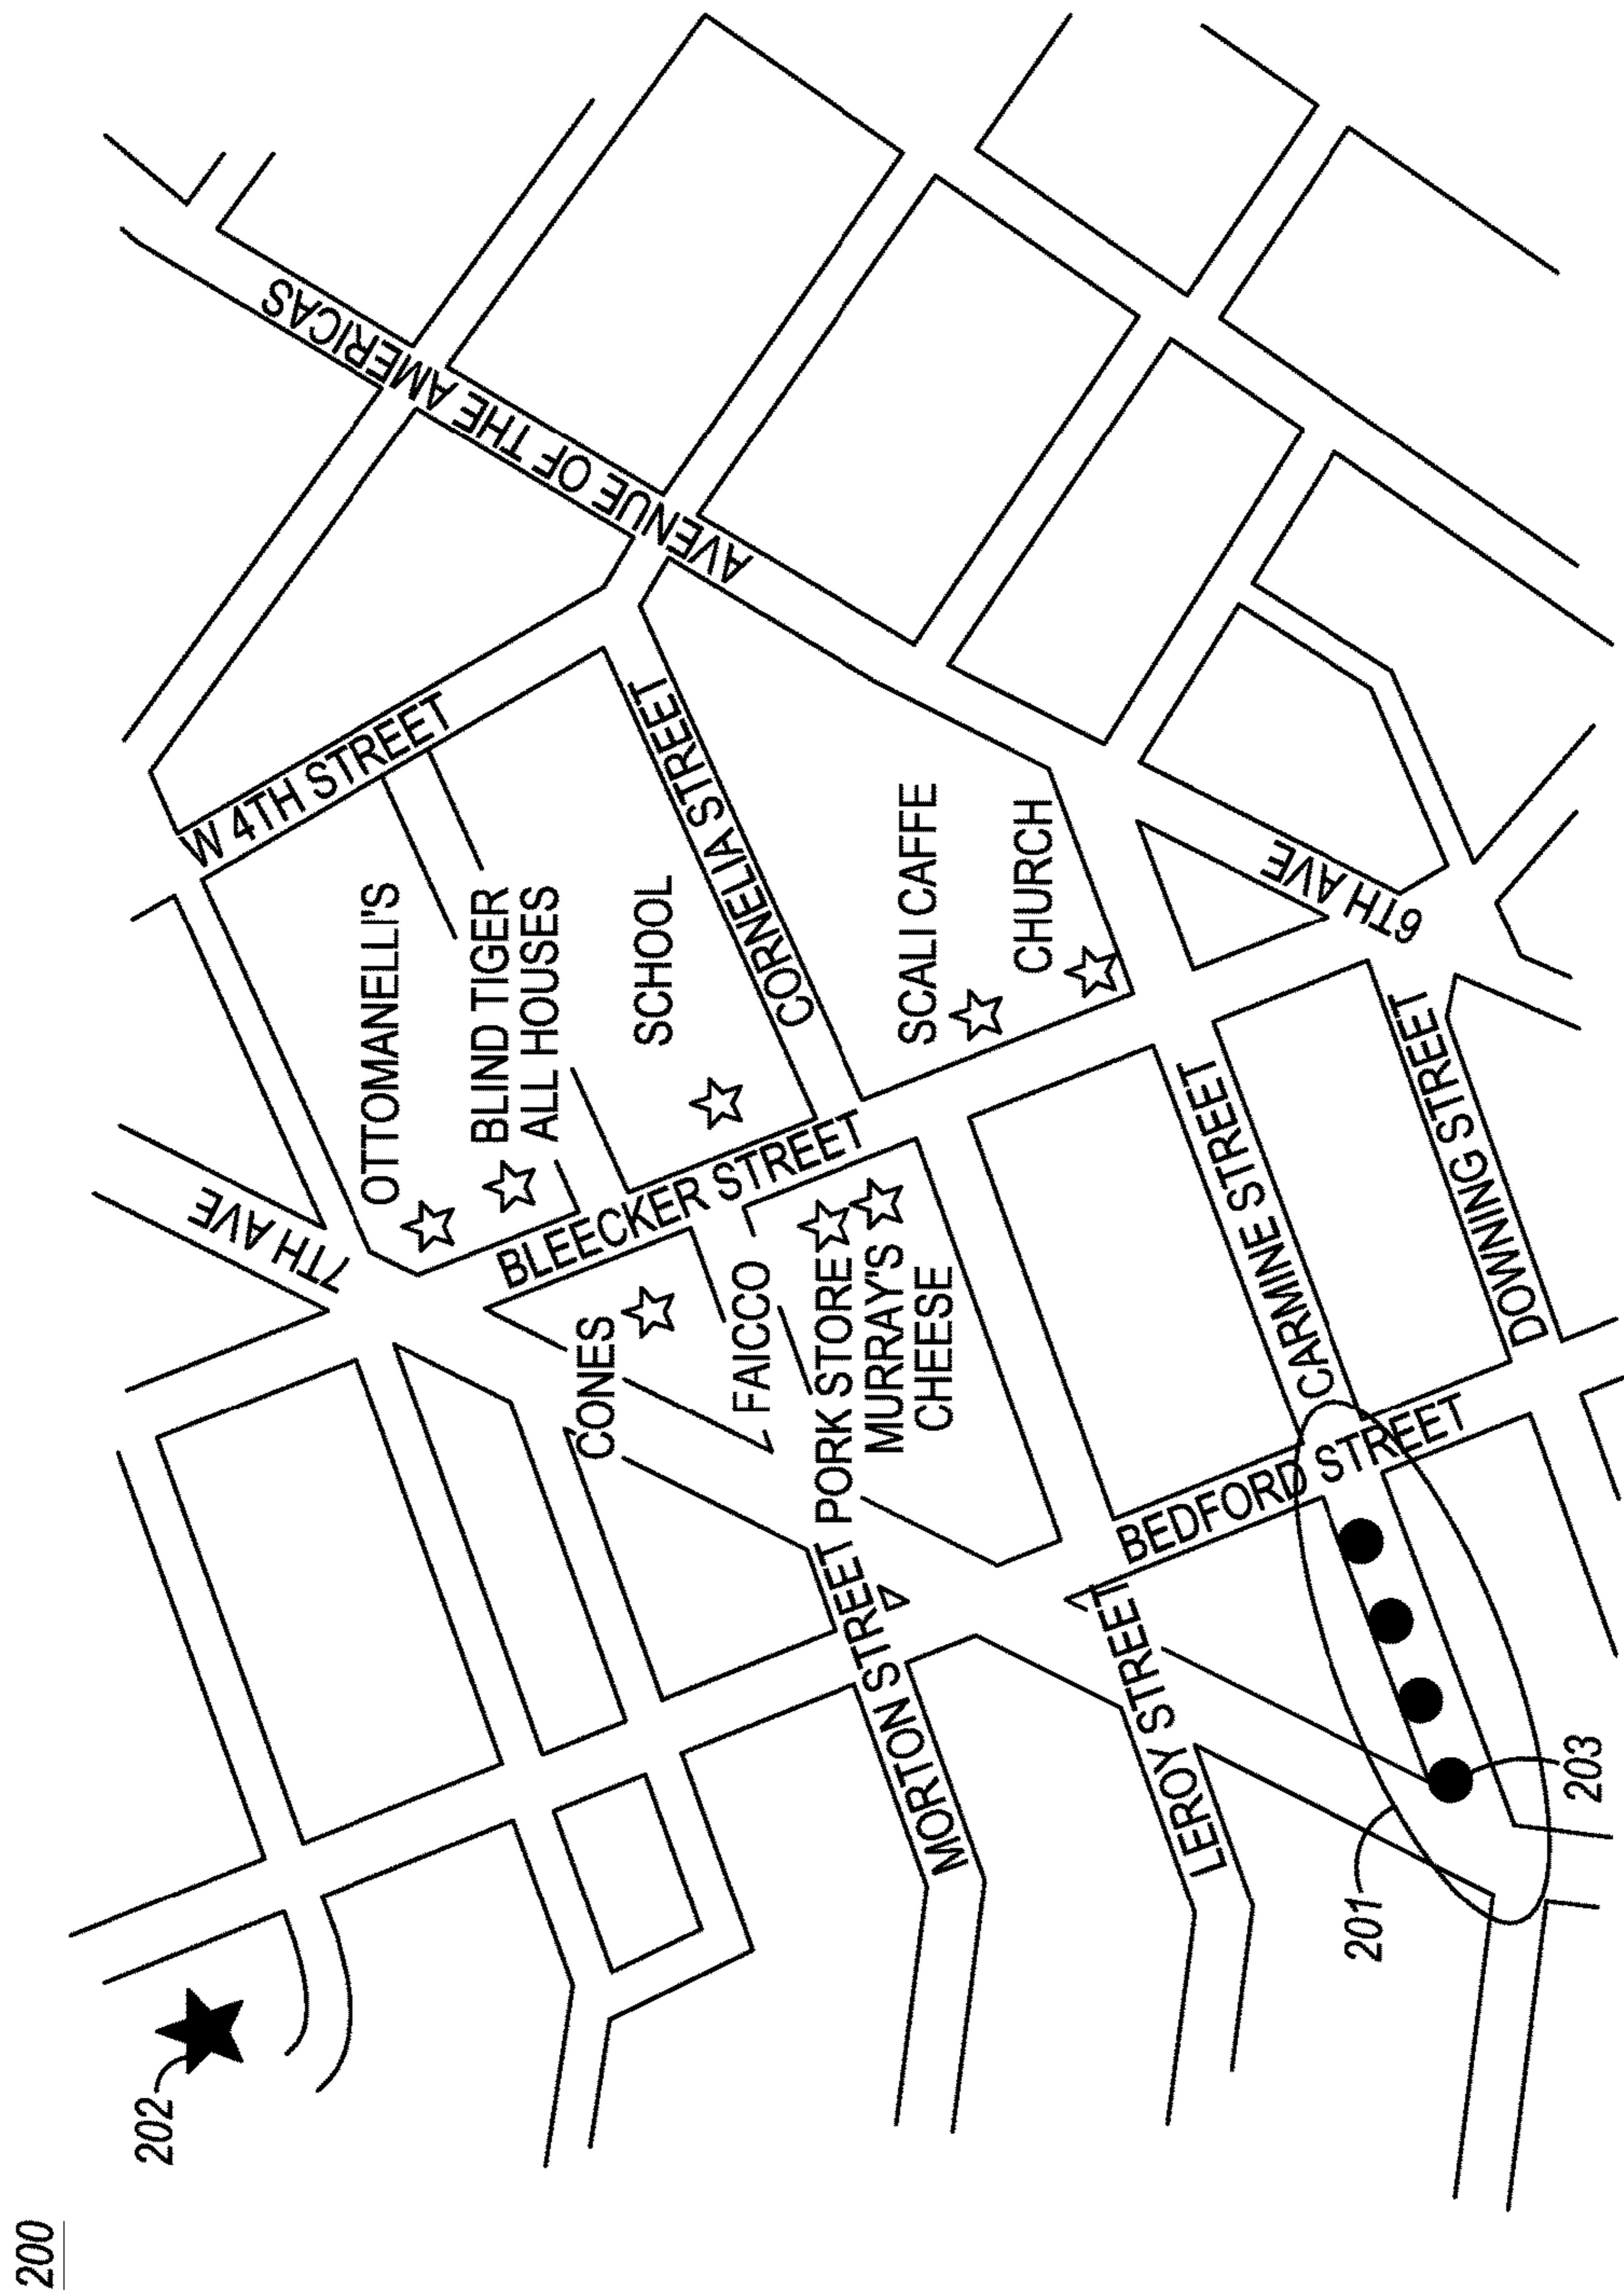 200
202
7TH AVE
W 4TH STREET
AVENUE OF THE AMERICAS
OTTOMANELLI'S
BLIND TIGER
ALL HOUSES
SCHOOL
CORNELIA STREET
BLEECKER STREET
CONES
FAICCO
PORK STORE
MURRAY'S
CHEESE
SCALI CAFFE
CHURCH
6TH AVE
MORTON STREET
LEROY STREET
BEDFORD STREET
CARMINE STREET
DOWNING STREET
201
203